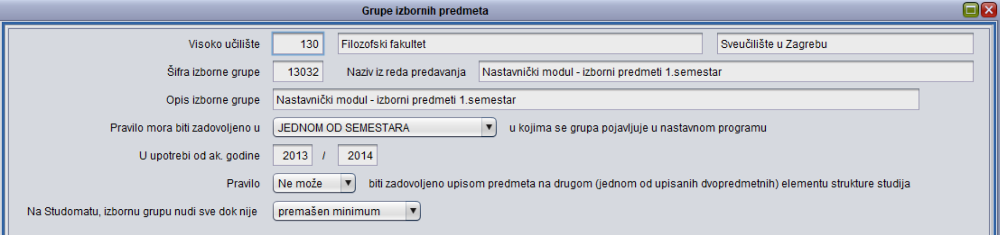 Grupe izbornih predmeta
Visoko učilište 130 Filozofski fakultet Sveučilište u Zagrebu
Šifra izborne grupe 13032 Naziv iz reda predavanja Nastavnički modul - izborni predmeti 1.semestar
Opis izborne grupe Nastavnički modul - izborni predmeti 1.semestar
Pravilo mora biti zadovoljeno u JEDNOM OD SEMESTARA u kojima se grupa pojavljuje u nastavnom programu
U upotrebi od ak. godine 2013 / 2014
Pravilo Ne može biti zadovoljeno upisom predmeta na drugom (jednom od upisanih dvopredmetnih) elementu strukture studija
Na Studomatu, izbornu grupu nudi sve dok nije premašen minimum